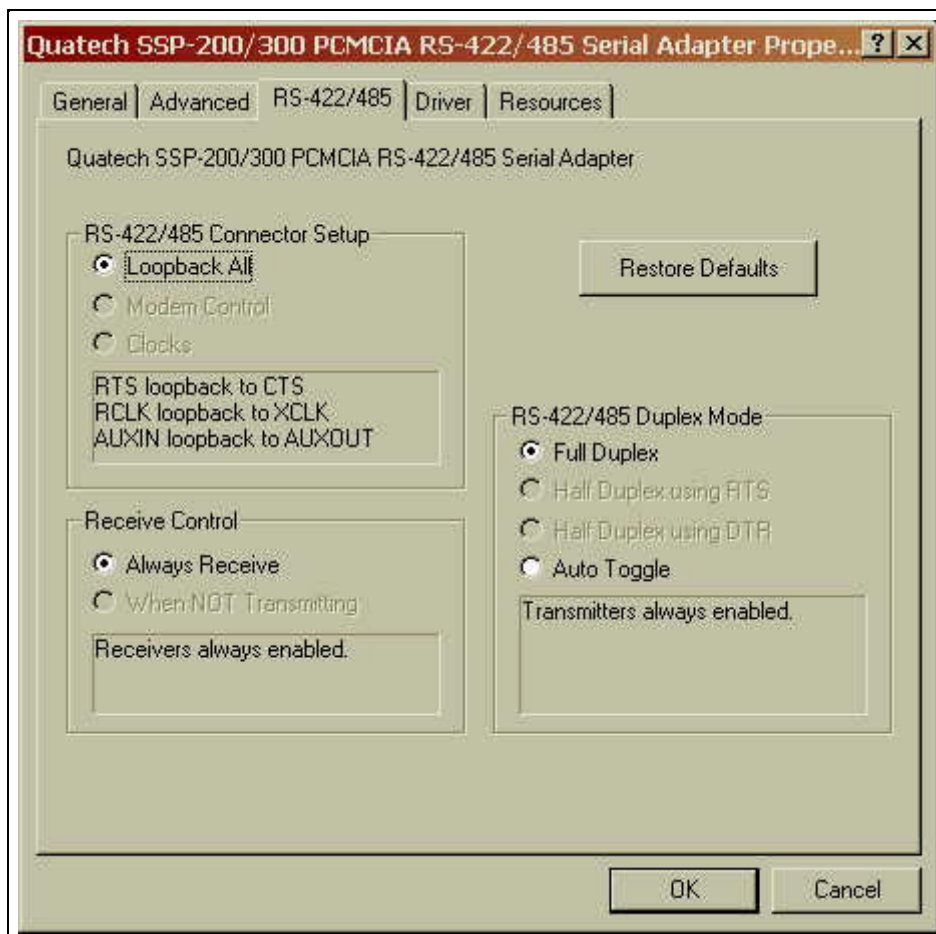 Quatech SSP-200/300 PCMCIA RS-422/485 Serial Adapter Prope...
General Advanced RS-422/485 Driver Resources
Quatech SSP-200/300 PCMCIA RS-422/485 Serial Adapter
RS-422/485 Connector Setup
Loopback All
Modem Control
Clocks
RTS loopback to CTS
RCLK loopback to XCLK
AUXIN loopback to AUXOUT
Restore Defaults
Receive Control
Always Receive
When NOT Transmitting
Receivers always enabled.
RS-422/485 Duplex Mode
Full Duplex
Half Duplex using RTS
Half Duplex using DTR
Auto Toggle
Transmitters always enabled.
OK Cancel